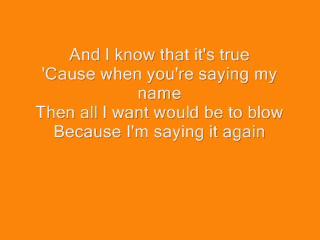 And I know that it's true
'Cause when you're saying my
name
Then all I want would be to blow
Because I'm saying it again